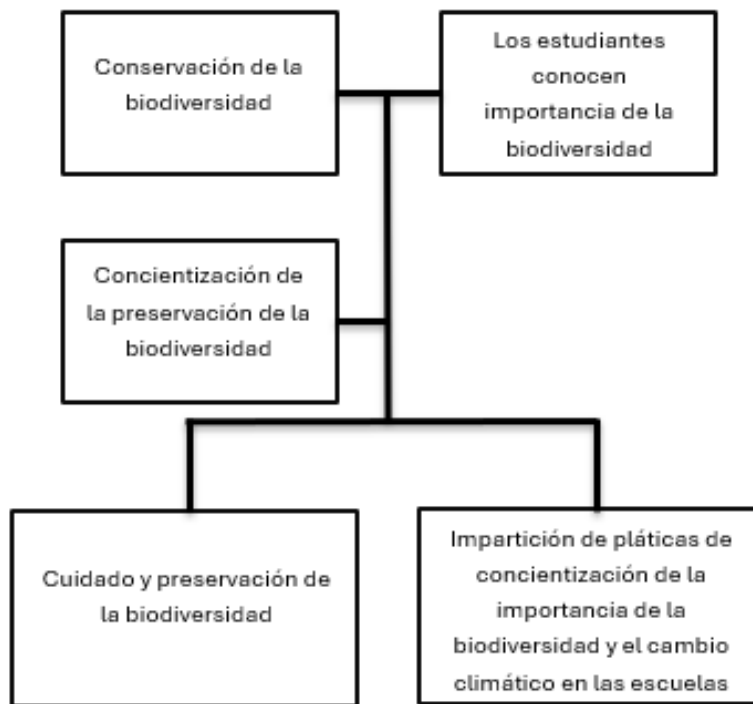 Conservación de la
biodiversidad
Los estudiantes
conocen
importancia de la
biodiversidad
Concientización de
la preservación de la
biodiversidad
Cuidado y preservación de
la biodiversidad
Impartición de pláticas de
concientización de la
importancia de la
biodiversidad y el cambio
climático en las escuelas